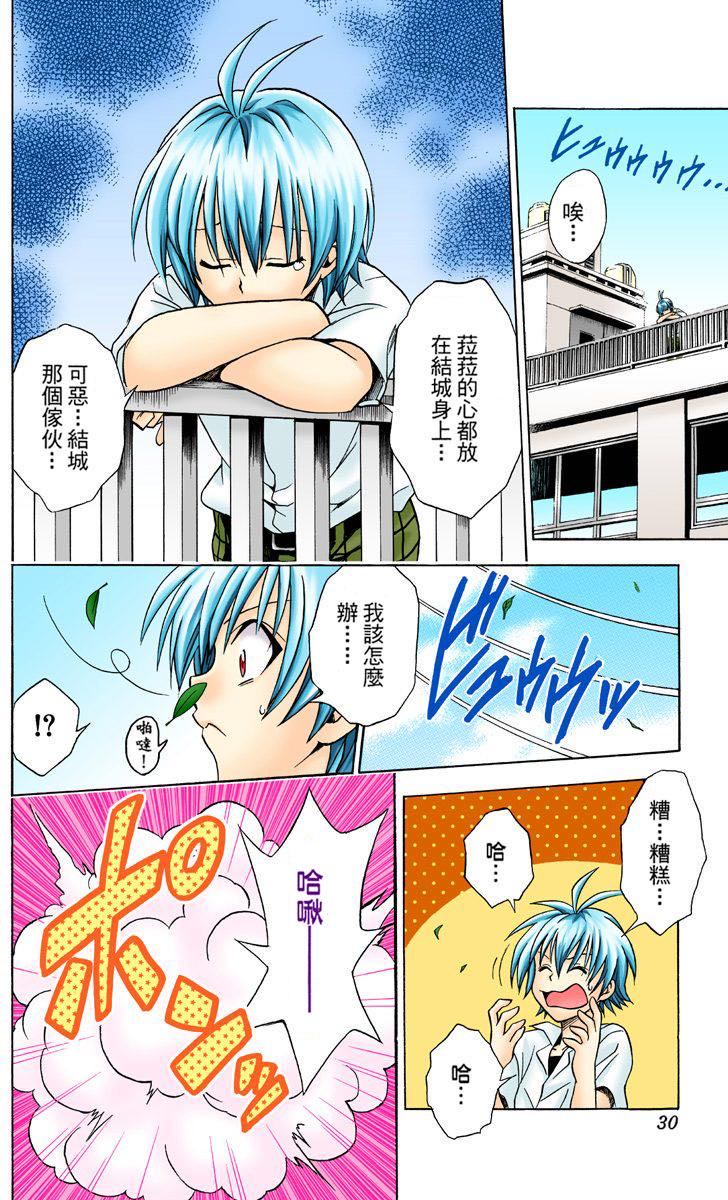 ヒュウウウウ…
唉…
菈菈的心都放
在結城身上…
可惡…結城
那個傢伙…
ビュウウウッ
我該怎麼
辦……
啪噠！
!?
糟…糟糕…
哈…
哈…
哈啾——
ポンッ
30